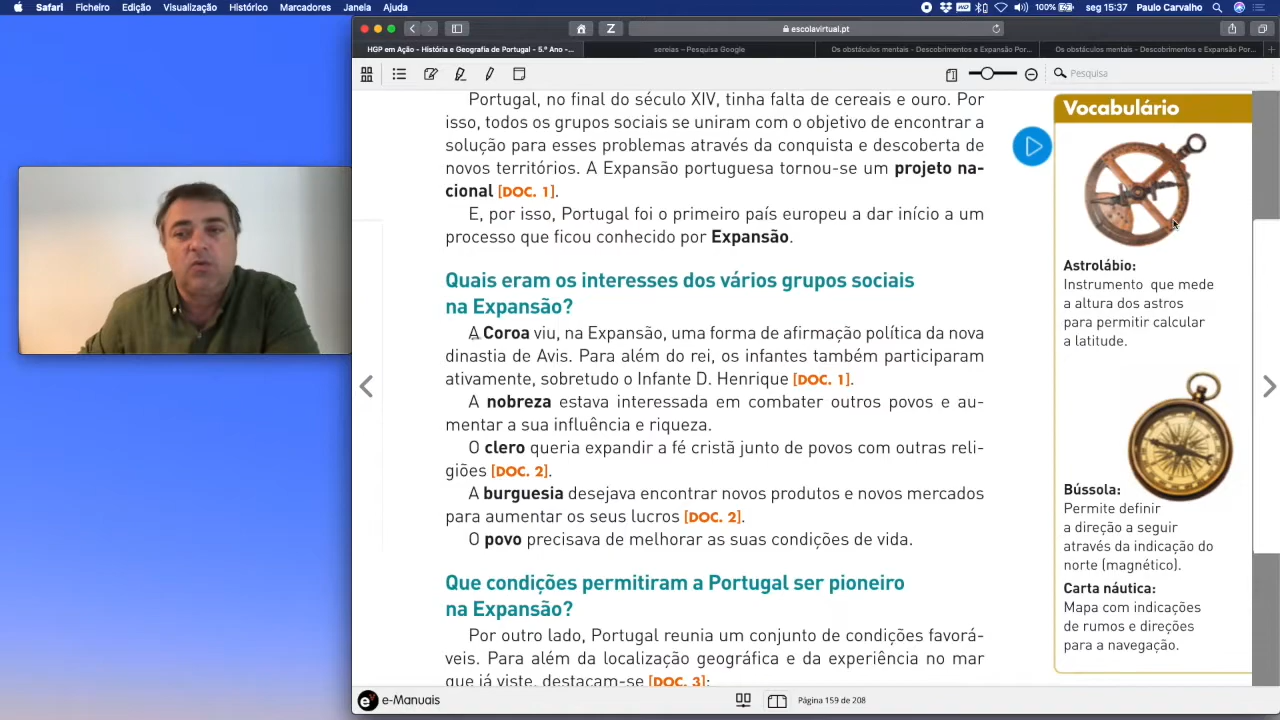 Safari Ficheiro Edição Visualização Histórico Marcadores Janela Ajuda
100% seg 15:37 Paulo Carvalho
escolavirtual.pt
HGP em Ação - História e Geografia de Portugal - 5.º Ano -...
sereias – Pesquisa Google
Os obstáculos mentais - Descobrimentos e Expansão Por...
Os obstáculos mentais - Descobrimentos e Expansão Por...
Pesquisa
Portugal, no final do século XIV, tinha falta de cereais e ouro. Por
isso, todos os grupos sociais se uniram com o objetivo de encontrar a
solução para esses problemas através da conquista e descoberta de
novos territórios. A Expansão portuguesa tornou-se um projeto na-
cional [DOC. 1].
E, por isso, Portugal foi o primeiro país europeu a dar início a um
processo que ficou conhecido por Expansão.
Quais eram os interesses dos vários grupos sociais
na Expansão?
A Coroa viu, na Expansão, uma forma de afirmação política da nova
dinastia de Avis. Para além do rei, os infantes também participaram
ativamente, sobretudo o Infante D. Henrique [DOC. 1].
A nobreza estava interessada em combater outros povos e au-
mentar a sua influência e riqueza.
O clero queria expandir a fé cristã junto de povos com outras reli-
giões [DOC. 2].
A burguesia desejava encontrar novos produtos e novos mercados
para aumentar os seus lucros [DOC. 2].
O povo precisava de melhorar as suas condições de vida.
Que condições permitiram a Portugal ser pioneiro
na Expansão?
Por outro lado, Portugal reunia um conjunto de condições favorá-
veis. Para além da localização geográfica e da experiência no mar
que já viste, destacam-se [DOC. 3]:
Vocabulário
Astrolábio:
Instrumento que mede
a altura dos astros
para permitir calcular
a latitude.
Bússola:
Permite definir
a direção a seguir
através da indicação do
norte (magnético).
Carta náutica:
Mapa com indicações
de rumos e direções
para a navegação.
e-Manuais
Página 159 de 208